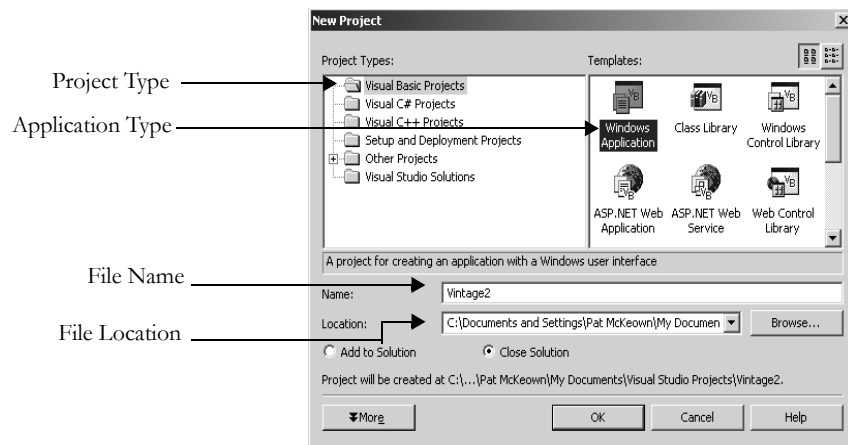 New Project
Project Types:
Templates:
Project Type
Visual Basic Projects
Visual C# Projects
Application Type
Visual C++ Projects
Setup and Deployment Projects
Other Projects
Visual Studio Solutions
Windows Application
Class Library
Windows Control Library
ASP.NET Web Application
ASP.NET Web Service
Web Control Library
A project for creating an application with a Windows user interface
File Name
Name:
Vintage2
File Location
Location:
C:\Documents and Settings\Pat McKeown\My Documen
Browse...
Add to Solution
Close Solution
Project will be created at C:\...\Pat McKeown\My Documents\Visual Studio Projects\Vintage2.
More
OK
Cancel
Help